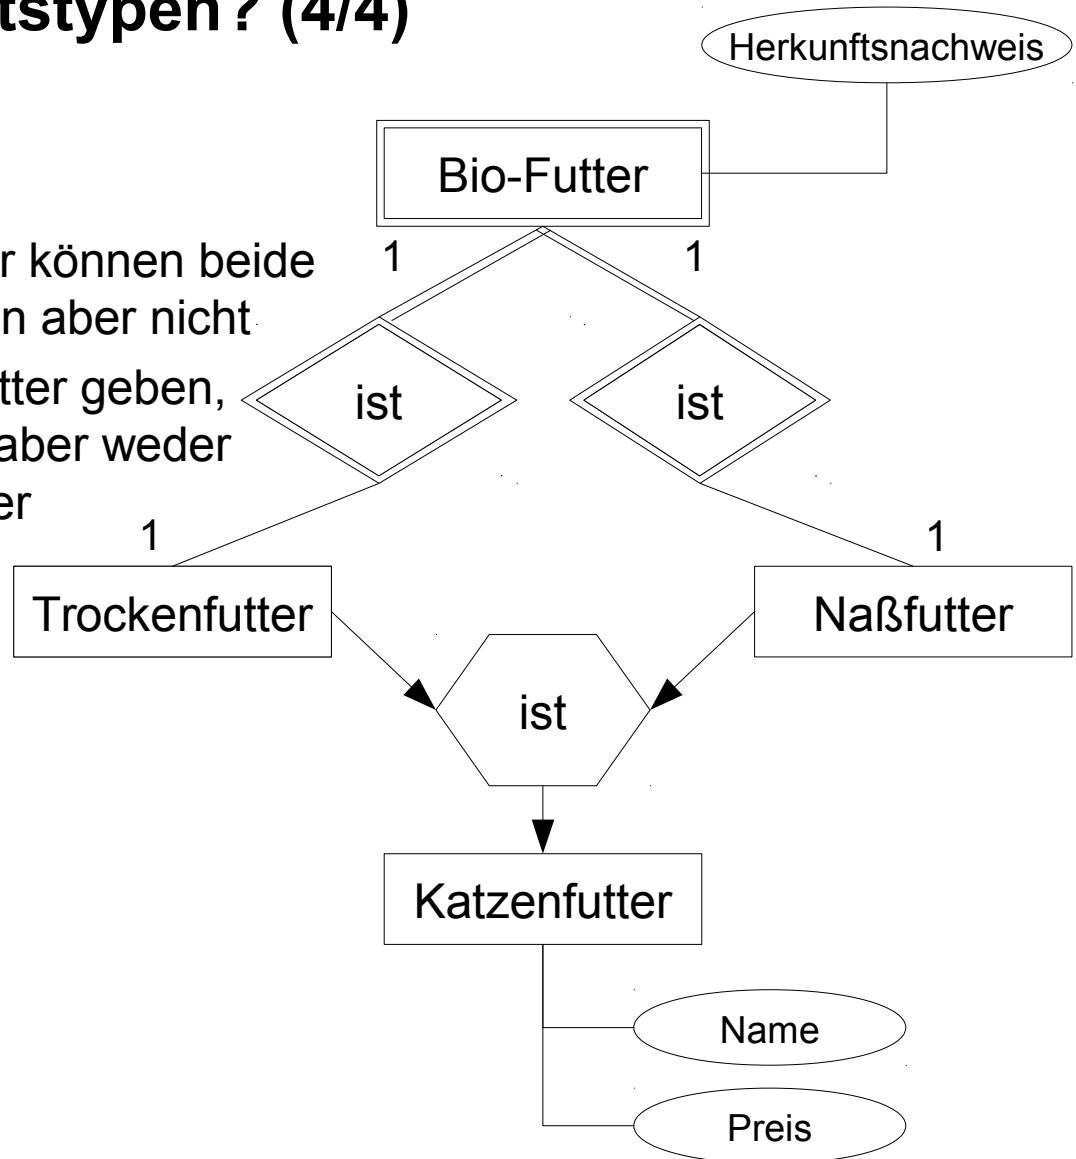 tstypen? (4/4)
Herkunftsnachweis
Bio-Futter
r können beide
n aber nicht
tter geben,
aber weder
er
1
1
ist
ist
1
1
Trockenfutter
Naßfutter
ist
Katzenfutter
Name
Preis